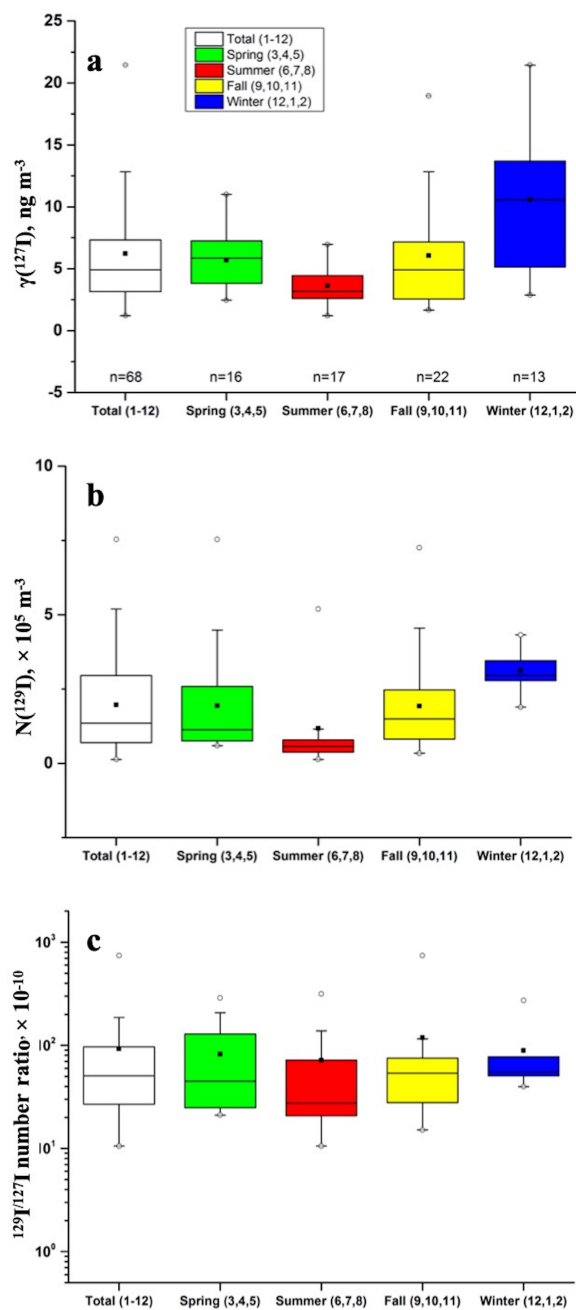 25
a
Total (1-12)
Spring (3,4,5)
Summer (6,7,8)
Fall (9,10,11)
Winter (12,1,2)
20
15
10
5
0
-5
γ(¹²⁷I), ng m⁻³
n=68 n=16 n=17 n=22 n=13
Total (1-12) Spring (3,4,5) Summer (6,7,8) Fall (9,10,11) Winter (12,1,2)
10
b
5
0
N(¹²⁹I), × 10⁵ m⁻³
Total (1-12) Spring (3,4,5) Summer (6,7,8) Fall (9,10,11) Winter (12,1,2)
c
10³
10²
10¹
10⁰
¹²⁹I/¹²⁷I number ratio, × 10⁻¹⁰
Total (1-12) Spring (3,4,5) Summer (6,7,8) Fall (9,10,11) Winter (12,1,2)